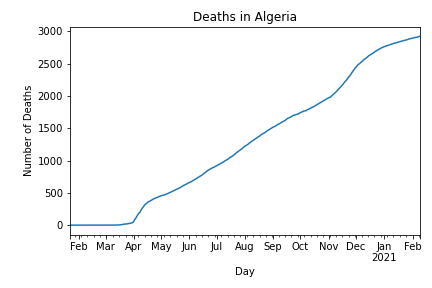 Deaths in Algeria
Number of Deaths
3000
2500
2000
1500
1000
500
0
Feb Mar Apr May Jun Jul Aug Sep Oct Nov Dec Jan Feb
2021
Day